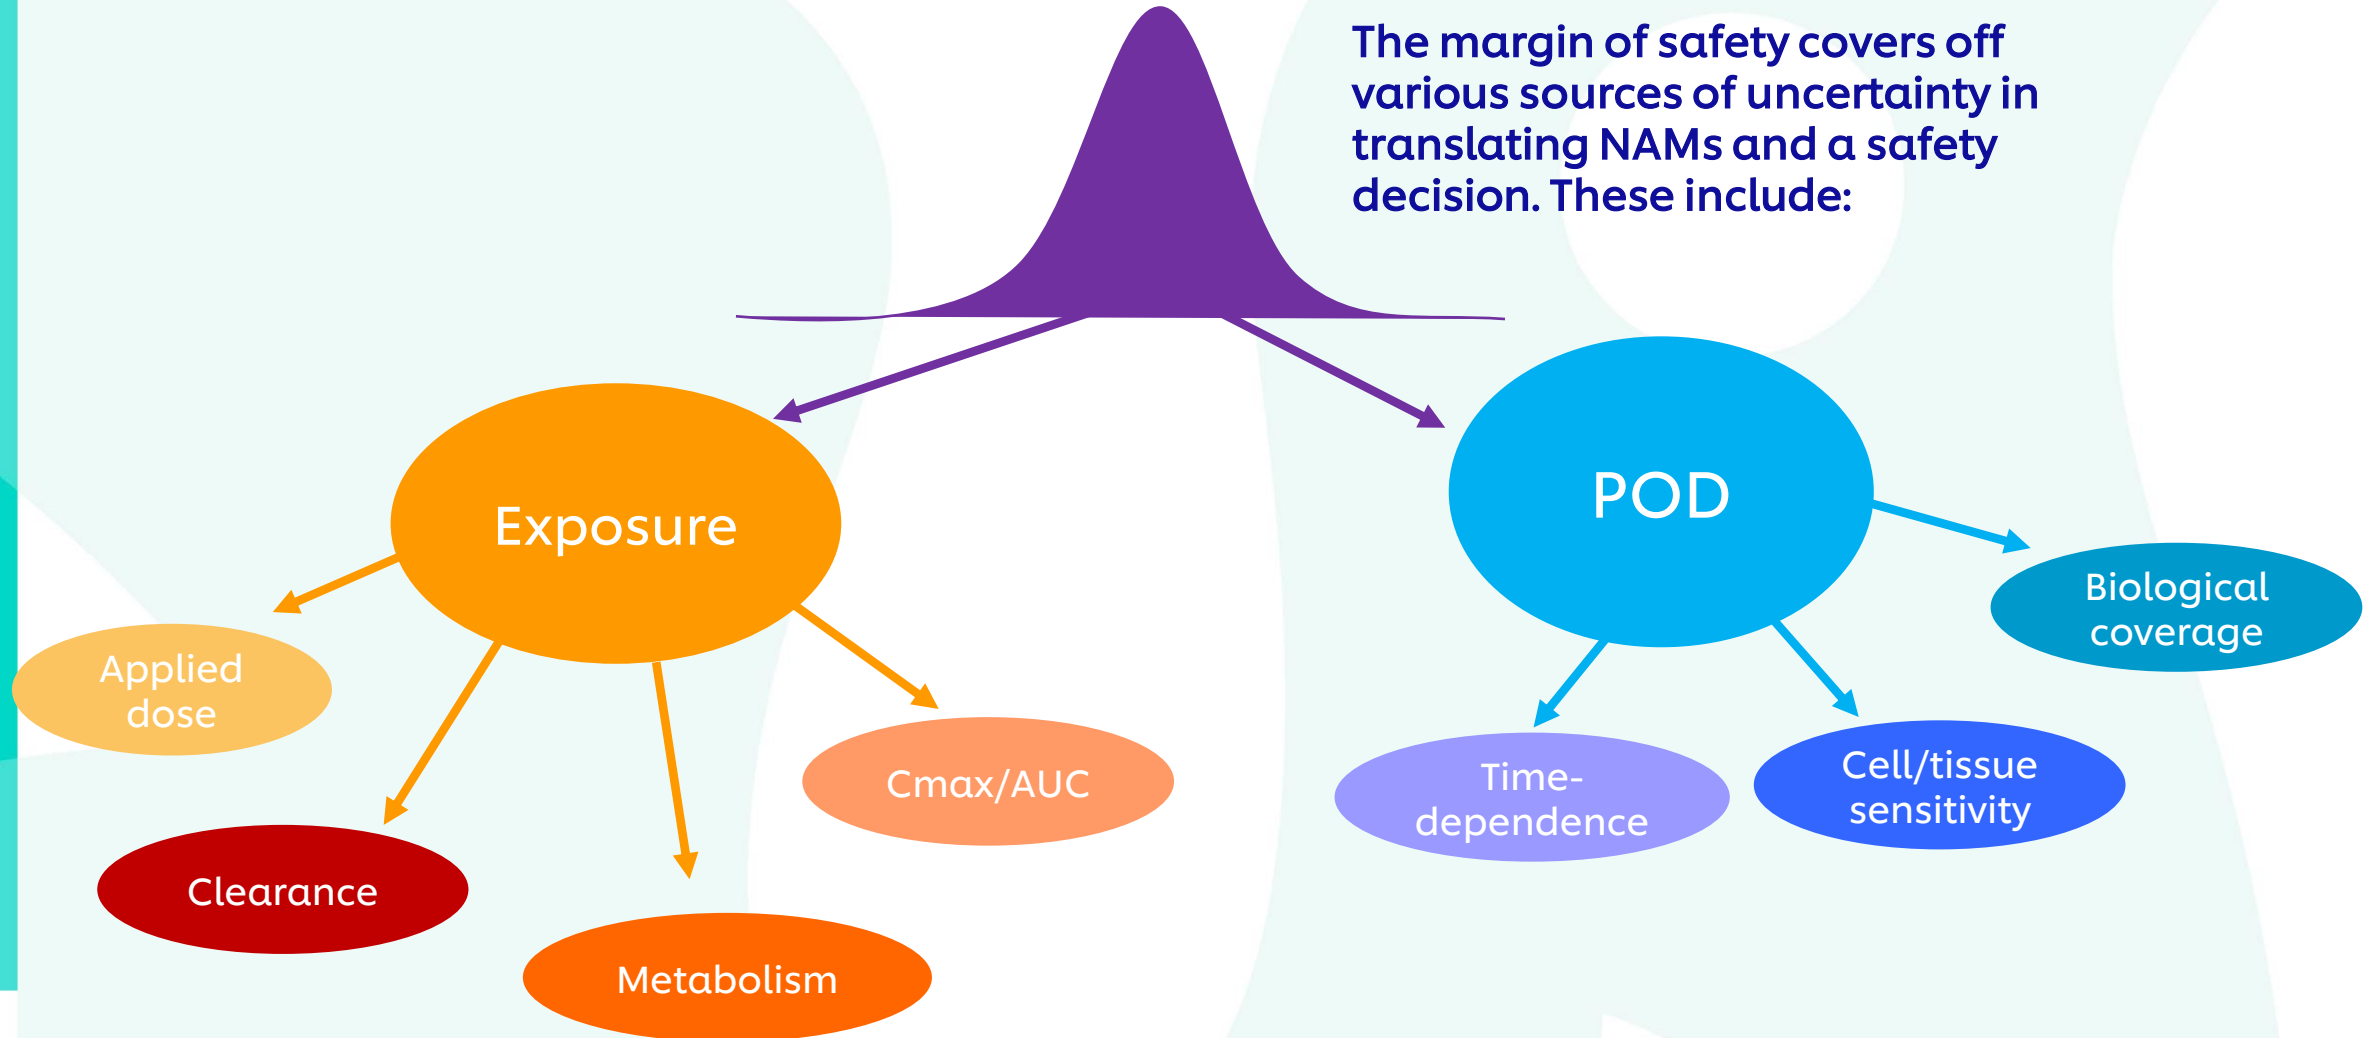 The margin of safety covers off
various sources of uncertainty in
translating NAMs and a safety
decision. These include:
Exposure
POD
Applied
dose
Clearance
Metabolism
Cmax/AUC
Time-
dependence
Cell/tissue
sensitivity
Biological
coverage